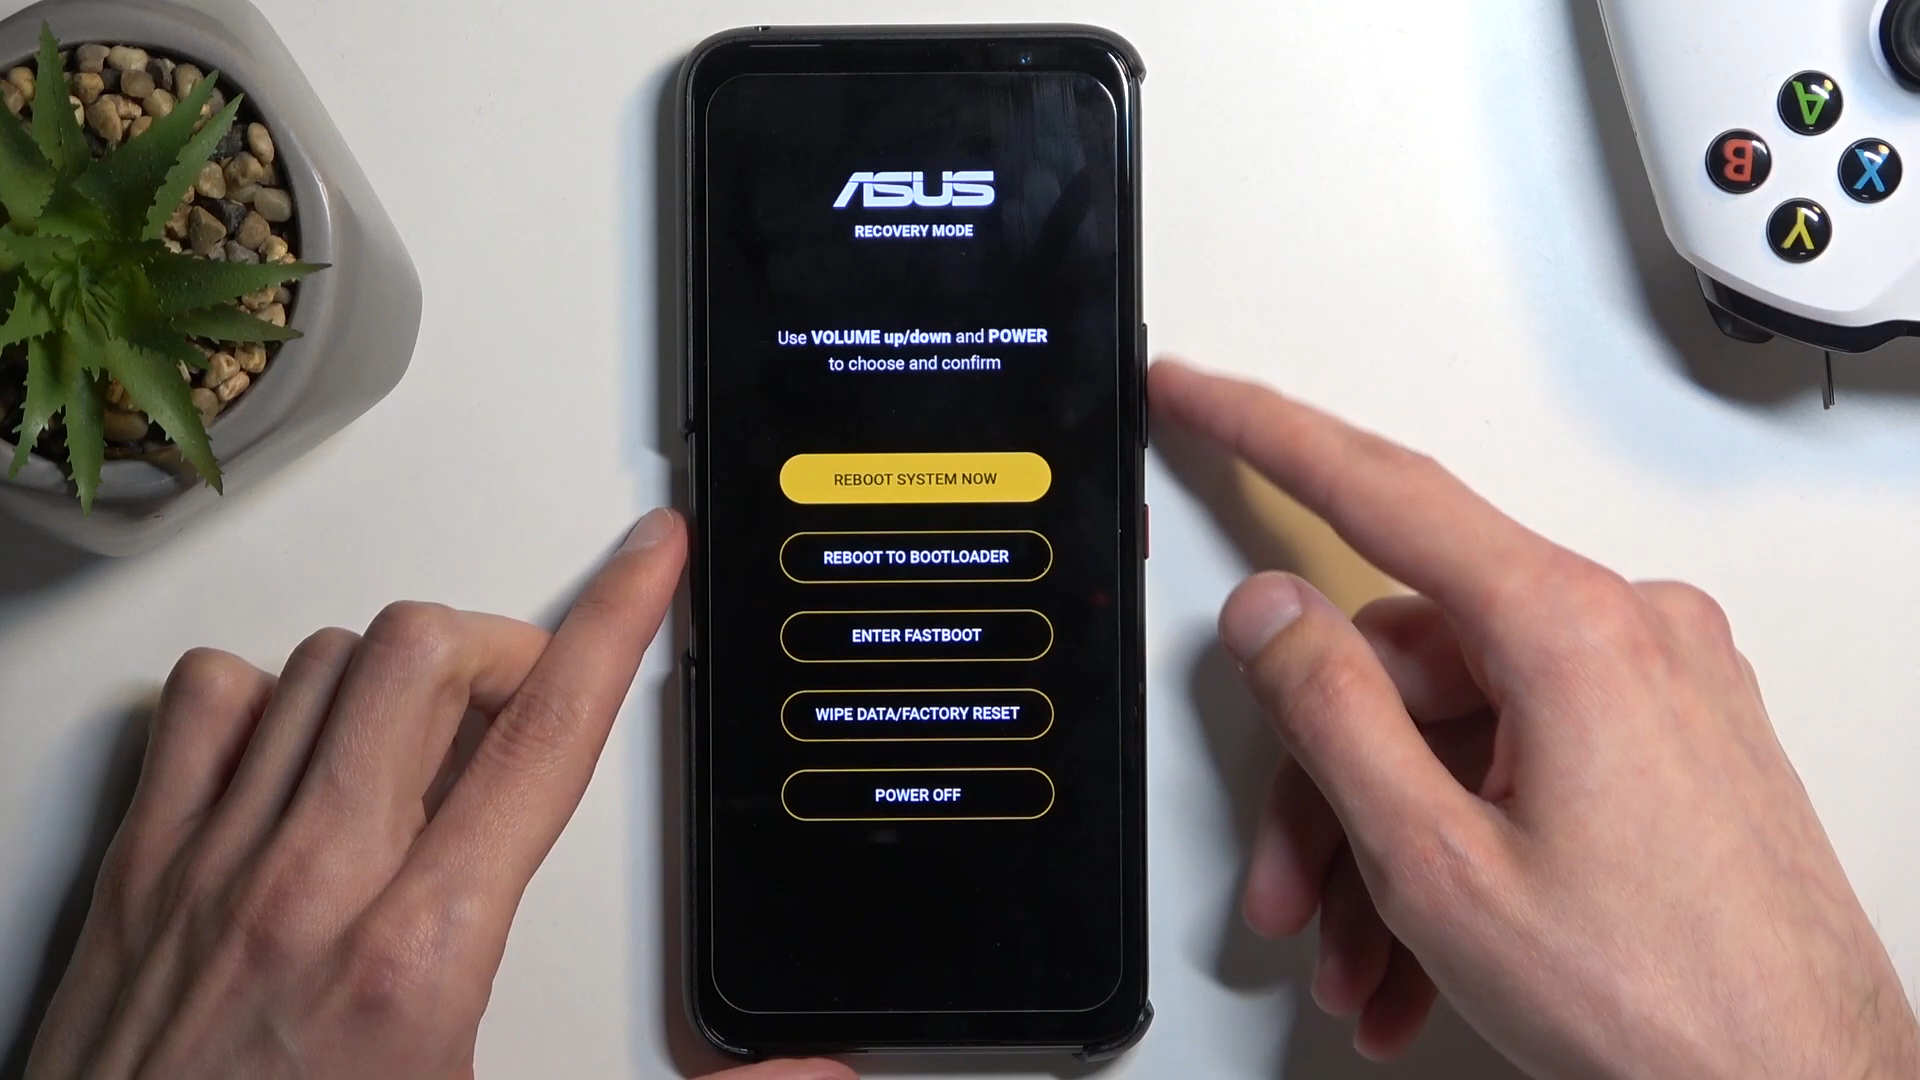 ASUS
RECOVERY MODE
Use VOLUME up/down and POWER
to choose and confirm
REBOOT SYSTEM NOW
REBOOT TO BOOTLOADER
ENTER FASTBOOT
WIPE DATA/FACTORY RESET
POWER OFF
A
B
X
Y